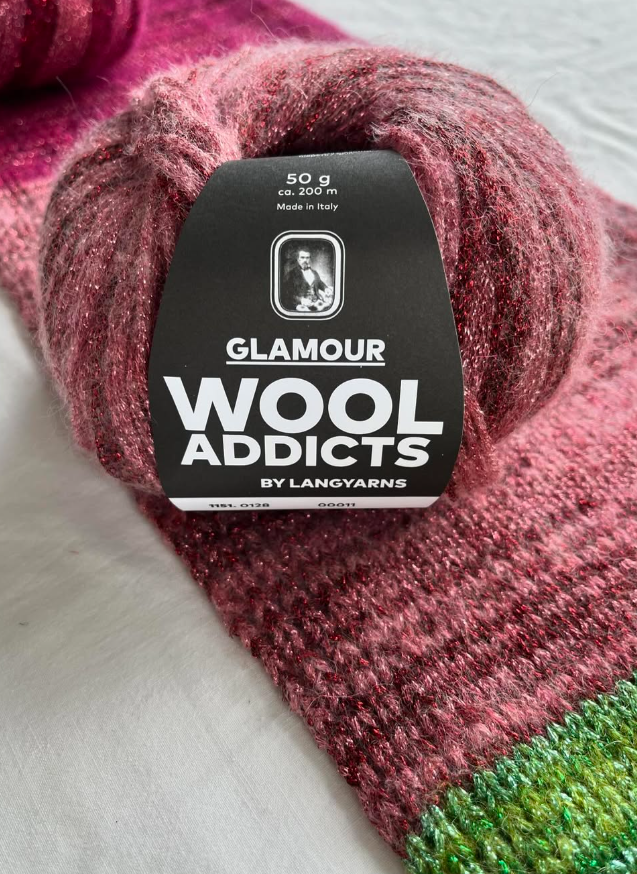 50 g
ca. 200 m
Made in Italy
GLAMOUR
WOOL
ADDICTS
BY LANGYARNS
1151. 0128 00011